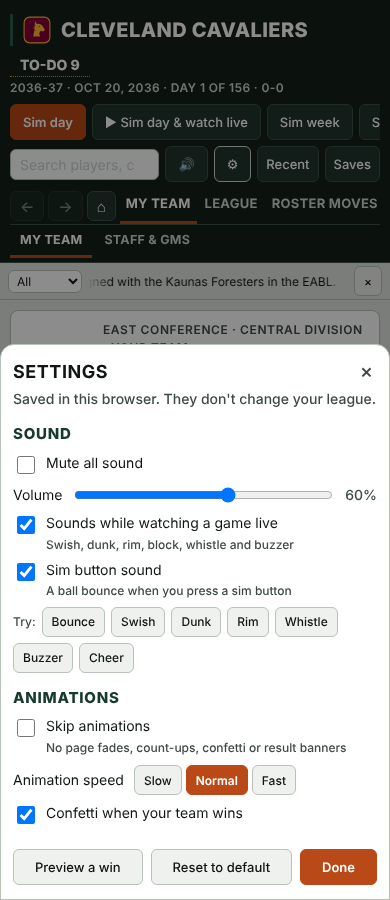 CLEVELAND CAVALIERS
TO-DO 9
2036-37 · OCT 20, 2036 · DAY 1 OF 156 · 0-0
Sim day
▶ Sim day & watch live
Sim week
S
Search players, c
Recent
Saves
MY TEAM
LEAGUE
ROSTER MOVES
MY TEAM
STAFF & GMS
All
ned with the Kaunas Foresters in the EABL.
×
EAST CONFERENCE · CENTRAL DIVISION
SETTINGS
×
Saved in this browser. They don't change your league.
SOUND
Mute all sound
Volume
60%
Sounds while watching a game live
Swish, dunk, rim, block, whistle and buzzer
Sim button sound
A ball bounce when you press a sim button
Try:
Bounce
Swish
Dunk
Rim
Whistle
Buzzer
Cheer
ANIMATIONS
Skip animations
No page fades, count-ups, confetti or result banners
Animation speed
Slow
Normal
Fast
Confetti when your team wins
Preview a win
Reset to default
Done